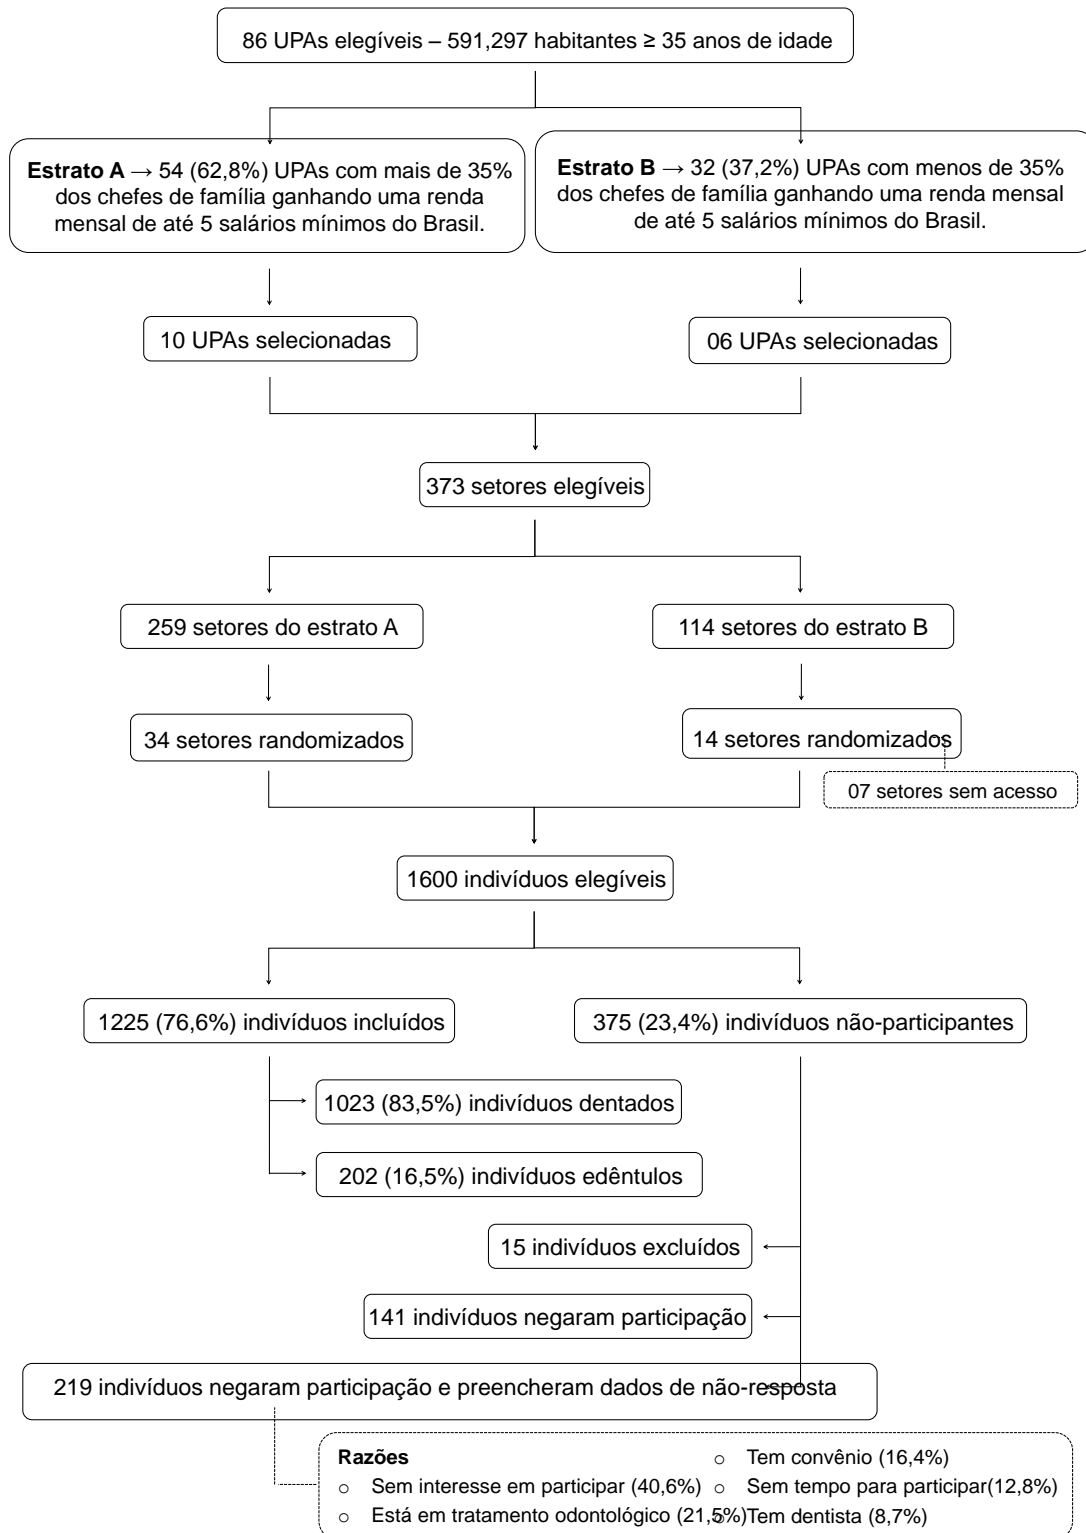 86 UPAs elegíveis – 591,297 habitantes ≥ 35 anos de idade
Estrato A → 54 (62,8%) UPAs com mais de 35%
dos chefes de família ganhando uma renda
mensal de até 5 salários mínimos do Brasil.
Estrato B → 32 (37,2%) UPAs com menos de 35%
dos chefes de família ganhando uma renda mensal
de até 5 salários mínimos do Brasil.
10 UPAs selecionadas
06 UPAs selecionadas
373 setores elegíveis
259 setores do estrato A
114 setores do estrato B
34 setores randomizados
14 setores randomizados
07 setores sem acesso
1600 indivíduos elegíveis
1225 (76,6%) indivíduos incluídos
375 (23,4%) indivíduos não-participantes
1023 (83,5%) indivíduos dentados
202 (16,5%) indivíduos edêntulos
15 indivíduos excluídos
141 indivíduos negaram participação
219 indivíduos negaram participação e preencheram dados de não-resposta
Razões
○ Sem interesse em participar (40,6%)
○ Está em tratamento odontológico (21,5%)
○ Tem convênio (16,4%)
○ Sem tempo para participar(12,8%)
○ Tem dentista (8,7%)